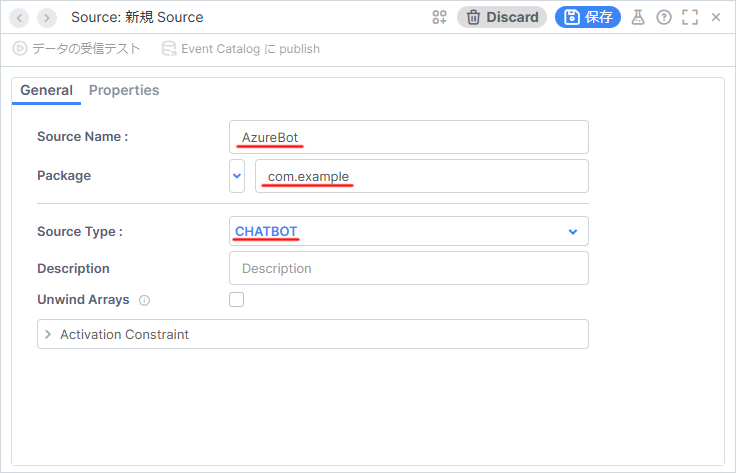 Source: 新規 Source
Discard
保存
データの受信テスト
Event Catalog に publish
General
Properties
Source Name :
AzureBot
Package
com.example
Source Type :
CHATBOT
Description
Description
Unwind Arrays
Activation Constraint